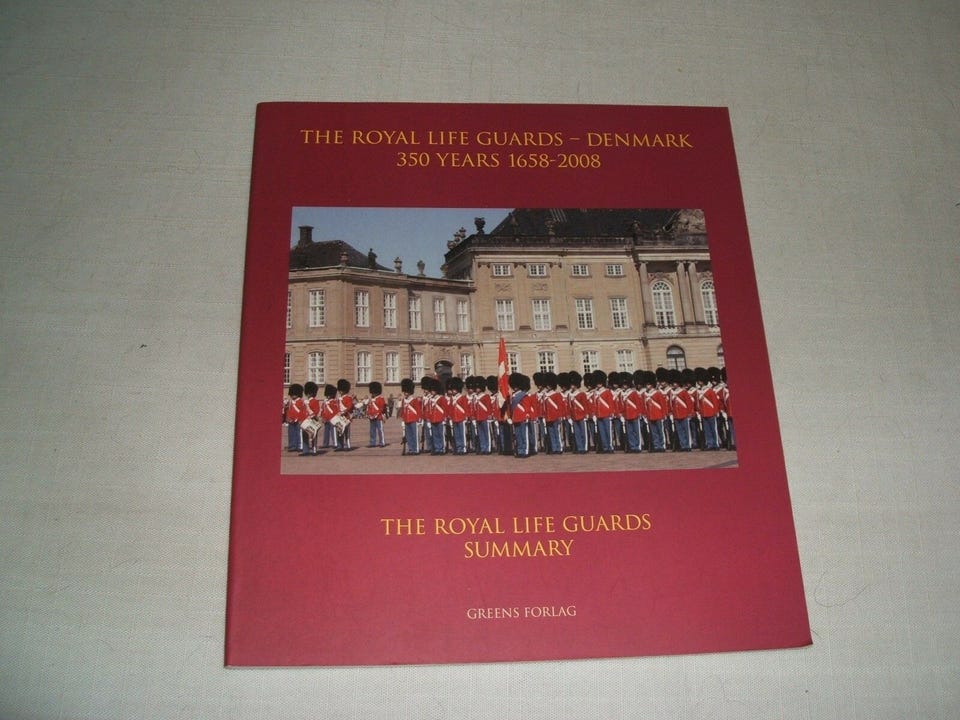 THE ROYAL LIFE GUARDS – DENMARK
350 YEARS 1658-2008
THE ROYAL LIFE GUARDS
SUMMARY
GREENS FORLAG